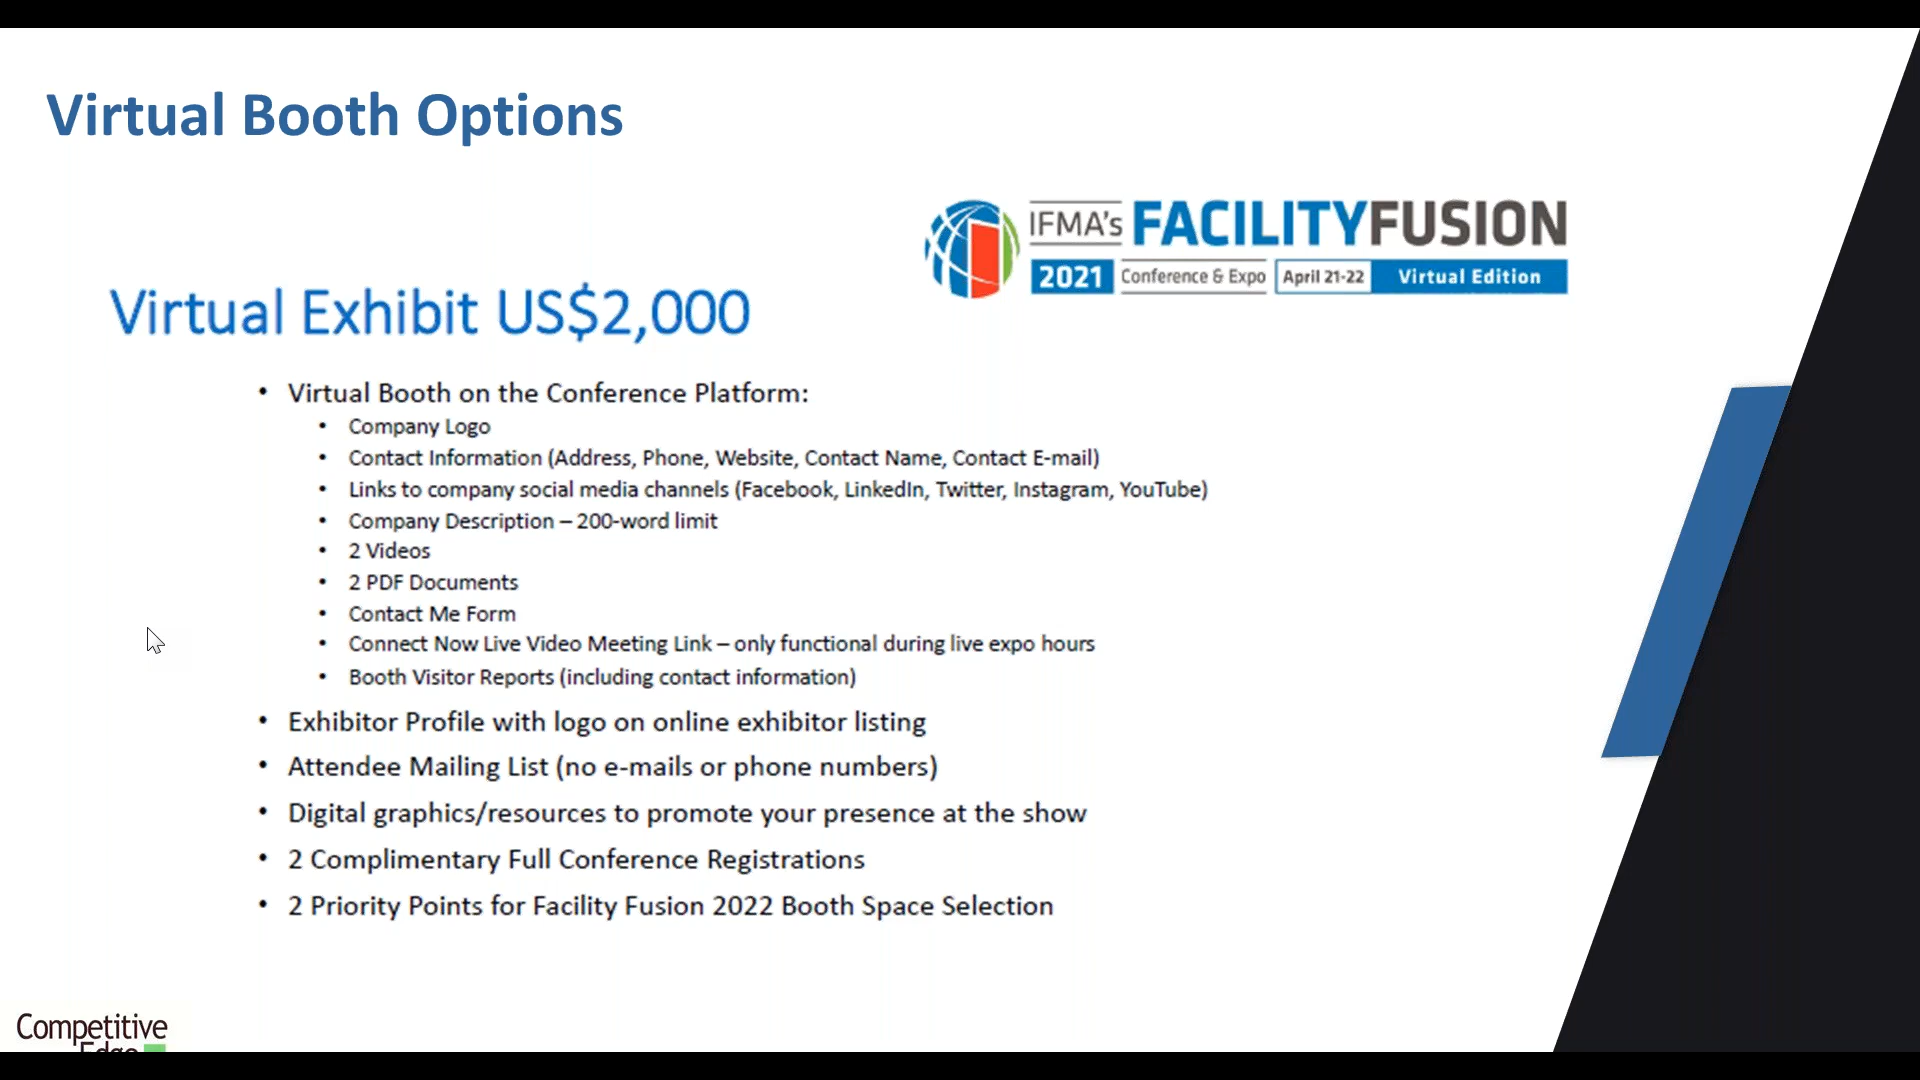 Virtual Booth Options
IFMA's FACILITYFUSION
2021 Conference & Expo April 21-22 Virtual Edition
Virtual Exhibit US$2,000
• Virtual Booth on the Conference Platform:
• Company Logo
• Contact Information (Address, Phone, Website, Contact Name, Contact E-mail)
• Links to company social media channels (Facebook, LinkedIn, Twitter, Instagram, YouTube)
• Company Description – 200-word limit
• 2 Videos
• 2 PDF Documents
• Contact Me Form
• Connect Now Live Video Meeting Link – only functional during live expo hours
• Booth Visitor Reports (including contact information)
• Exhibitor Profile with logo on online exhibitor listing
• Attendee Mailing List (no e-mails or phone numbers)
• Digital graphics/resources to promote your presence at the show
• 2 Complimentary Full Conference Registrations
• 2 Priority Points for Facility Fusion 2022 Booth Space Selection
Competitive
Edge